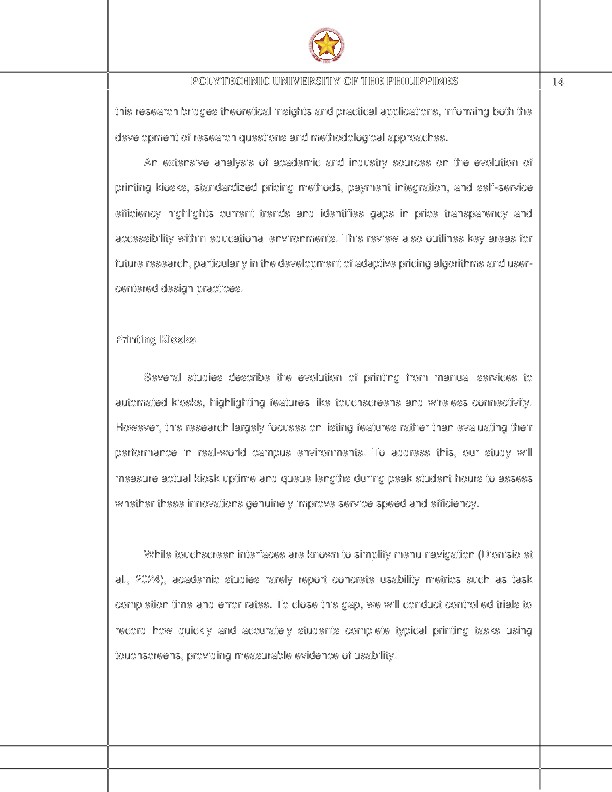 POLYTECHNIC UNIVERSITY OF THE PHILIPPINES
14
this research bridges theoretical insights and practical applications, informing both the
development of research questions and methodological approaches.
An extensive analysis of academic and industry sources on the evolution of
printing kiosks, standardized pricing methods, payment integration, and self-service
efficiency highlights current trends and identifies gaps in price transparency and
accessibility within educational environments. This review also outlines key areas for
future research, particularly in the development of adaptive pricing algorithms and user-
centered design practices.
Printing Kiosks
Several studies describe the evolution of printing from manual services to
automated kiosks, highlighting features like touchscreens and wireless connectivity.
However, this research largely focuses on listing features rather than evaluating their
performance in real-world campus environments. To address this, our study will
measure actual kiosk uptime and queue lengths during peak student hours to assess
whether these innovations genuinely improve service speed and efficiency.
While touchscreen interfaces are known to simplify menu navigation (Dionisio et
al., 2024), academic studies rarely report concrete usability metrics such as task
completion time and error rates. To close this gap, we will conduct controlled trials to
record how quickly and accurately students complete typical printing tasks using
touchscreens, providing measurable evidence of usability.